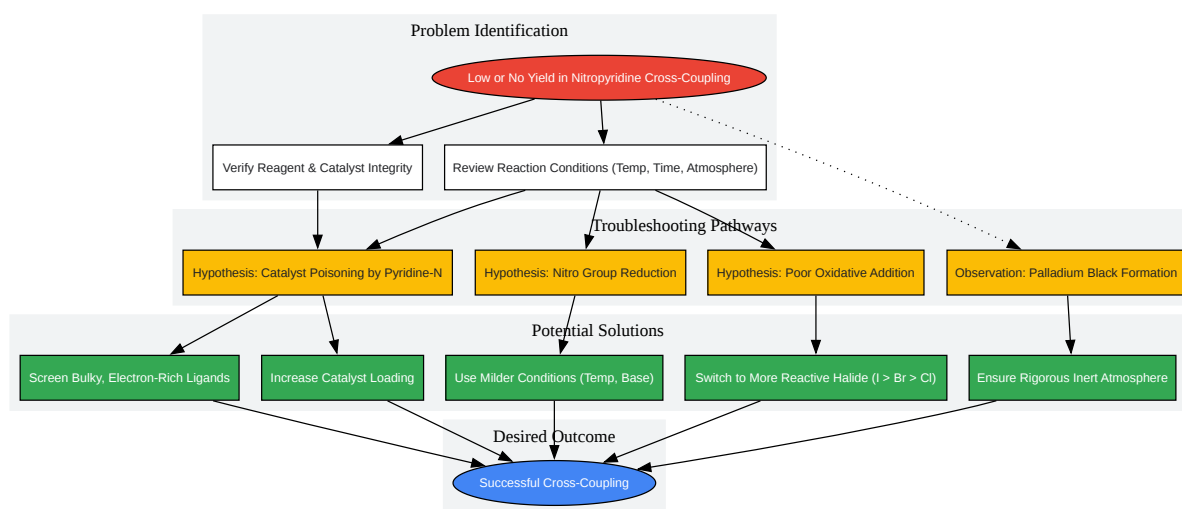 Problem Identification
Low or No Yield in Nitropyridine Cross-Coupling
Verify Reagent & Catalyst Integrity
Review Reaction Conditions (Temp, Time, Atmosphere)
Troubleshooting Pathways
Hypothesis: Catalyst Poisoning by Pyridine-N
Hypothesis: Nitro Group Reduction
Hypothesis: Poor Oxidative Addition
Observation: Palladium Black Formation
Potential Solutions
Screen Bulky, Electron-Rich Ligands
Increase Catalyst Loading
Use Milder Conditions (Temp, Base)
Switch to More Reactive Halide (I > Br > Cl)
Ensure Rigorous Inert Atmosphere
Desired Outcome
Successful Cross-Coupling